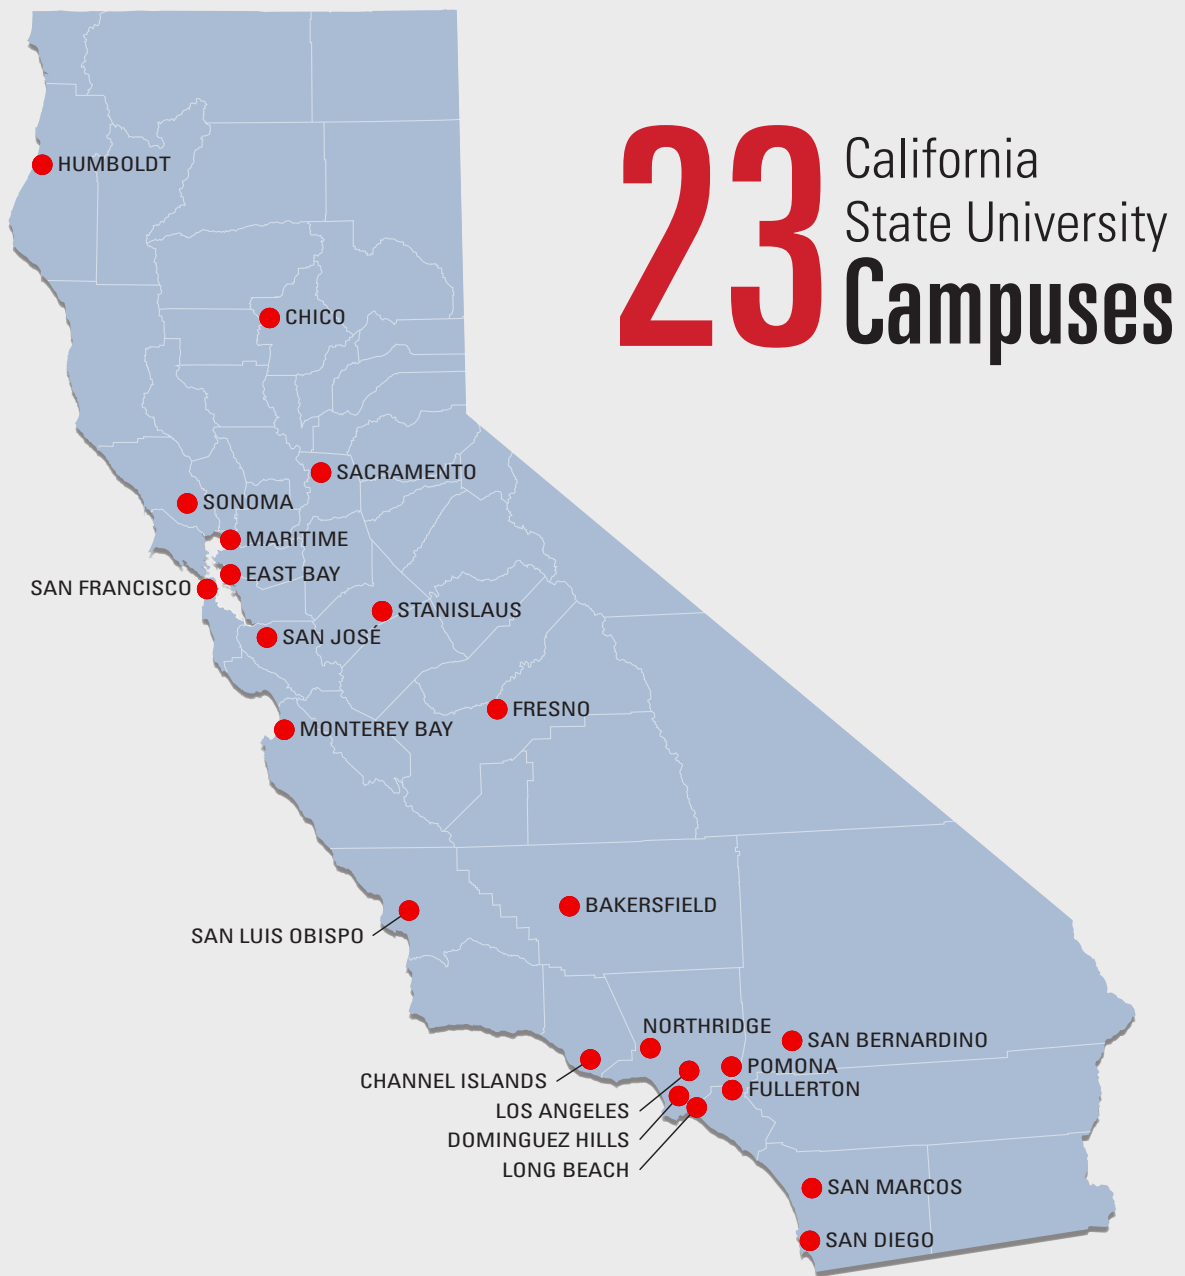 23
California
State University
Campuses
HUMBOLDT
CHICO
SACRAMENTO
SONOMA
MARITIME
EAST BAY
SAN FRANCISCO
STANISLAUS
SAN JOSÉ
FRESNO
MONTEREY BAY
BAKERSFIELD
SAN LUIS OBISPO
NORTHRIDGE
SAN BERNARDINO
POMONA
CHANNEL ISLANDS
FULLERTON
LOS ANGELES
DOMINGUEZ HILLS
LONG BEACH
SAN MARCOS
SAN DIEGO